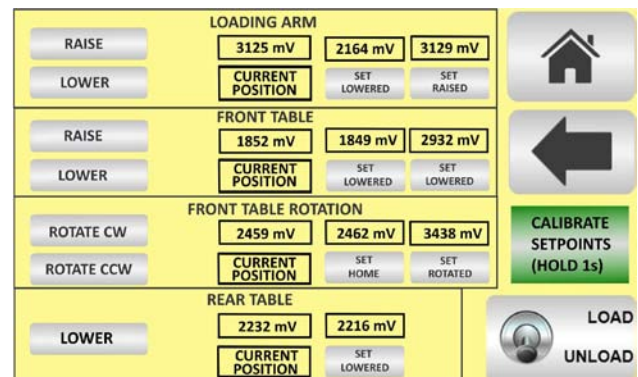 LOADING ARM
RAISE
3125 mV
2164 mV
3129 mV
LOWER
CURRENT
POSITION
SET
LOWERED
SET
RAISED
FRONT TABLE
RAISE
1852 mV
1849 mV
2932 mV
LOWER
CURRENT
POSITION
SET
LOWERED
SET
LOWERED
FRONT TABLE ROTATION
ROTATE CW
2459 mV
2462 mV
3438 mV
ROTATE CCW
CURRENT
POSITION
SET
HOME
SET
ROTATED
CALIBRATE
SETPOINTS
(HOLD 1s)
REAR TABLE
LOWER
2232 mV
2216 mV
CURRENT
POSITION
SET
LOWERED
LOAD
UNLOAD